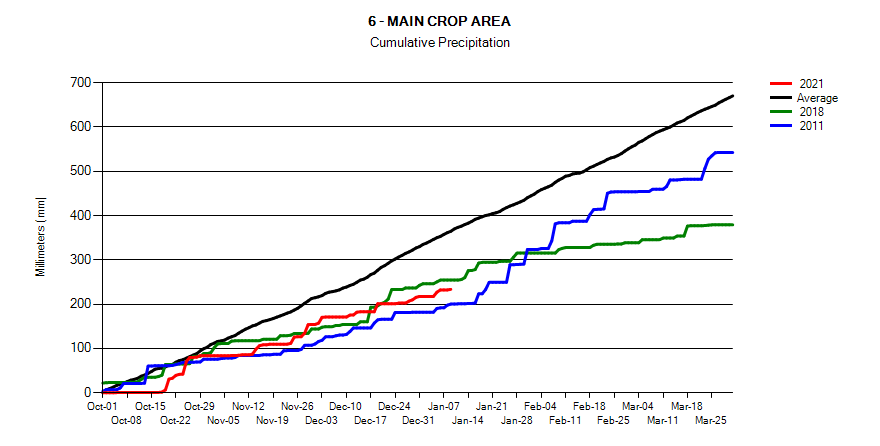 6 - MAIN CROP AREA
Cumulative Precipitation
700
600
500
400
300
200
100
0
Millimeters ( mm)
2021
Average
2018
2011
Oct-01 Oct-15 Oct-29 Nov-12 Nov-26 Dec-10 Dec-24 Jan-07 Jan-21 Feb-04 Feb-18 Mar-04 Mar-18
Oct-08 Oct-22 Nov-05 Nov-19 Dec-03 Dec-17 Dec-31 Jan-14 Jan-28 Feb-11 Feb-25 Mar-11 Mar-25